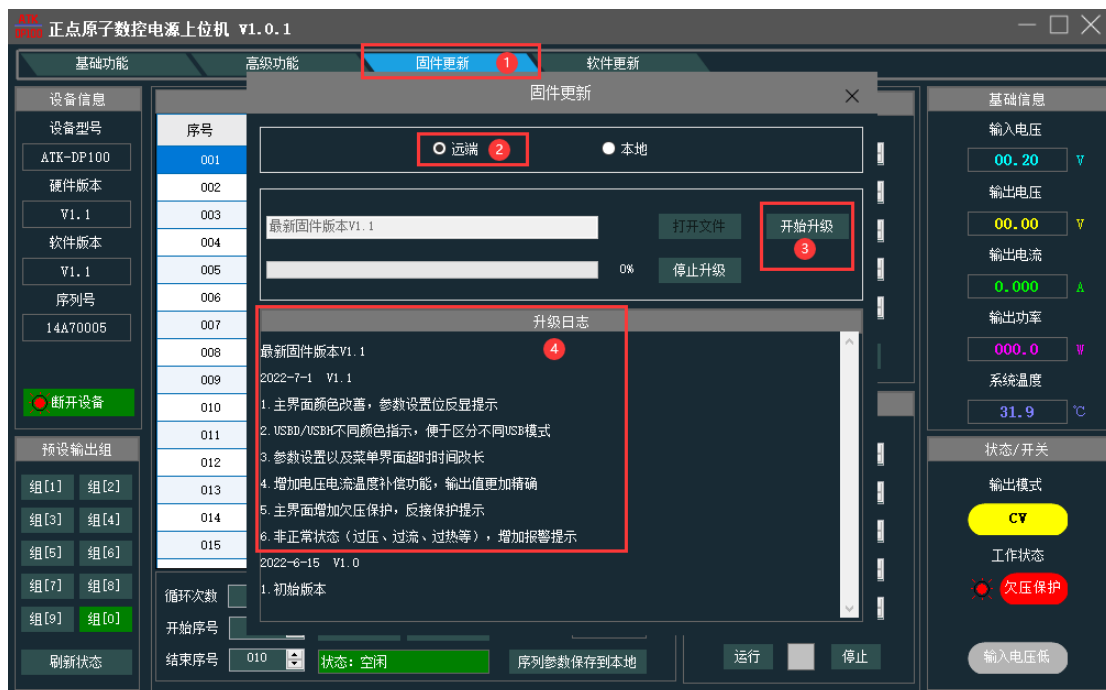 ATK
DP100 正点原子数控电源上位机 V1.0.1
基础功能 高级功能 固件更新 1 软件更新
设备信息
设备型号
ATK-DP100
硬件版本
V1.1
软件版本
V1.1
序列号
14A70005
断开设备
预设输出组
组[1] 组[2]
组[3] 组[4]
组[5] 组[6]
组[7] 组[8]
组[9] 组[0]
刷新状态
序号
001
002
003
004
005
006
007
008
009
010
011
012
013
014
015
循环次数
开始序号
结束序号 010 状态: 空闲 序列参数保存到本地
运行 停止
固件更新
远端 2 本地
最新固件版本V1.1 打开文件 开始升级
3
0% 停止升级
升级日志
4
最新固件版本V1.1
2022-7-1 V1.1
1.主界面颜色改善，参数设置位反显提示
2.USBD/USBH不同颜色指示，便于区分不同USB模式
3.参数设置以及菜单界面超时时间改长
4.增加电压电流温度补偿功能，输出值更加精确
5.主界面增加欠压保护，反接保护提示
6.非正常状态（过压、过流、过热等），增加报警提示
2022-6-15 V1.0
1.初始版本
基础信息
输入电压
00.20 V
输出电压
00.00 V
输出电流
0.000 A
输出功率
000.0 W
系统温度
31.9 ℃
状态/开关
输出模式
CV
工作状态
欠压保护
输入电压低